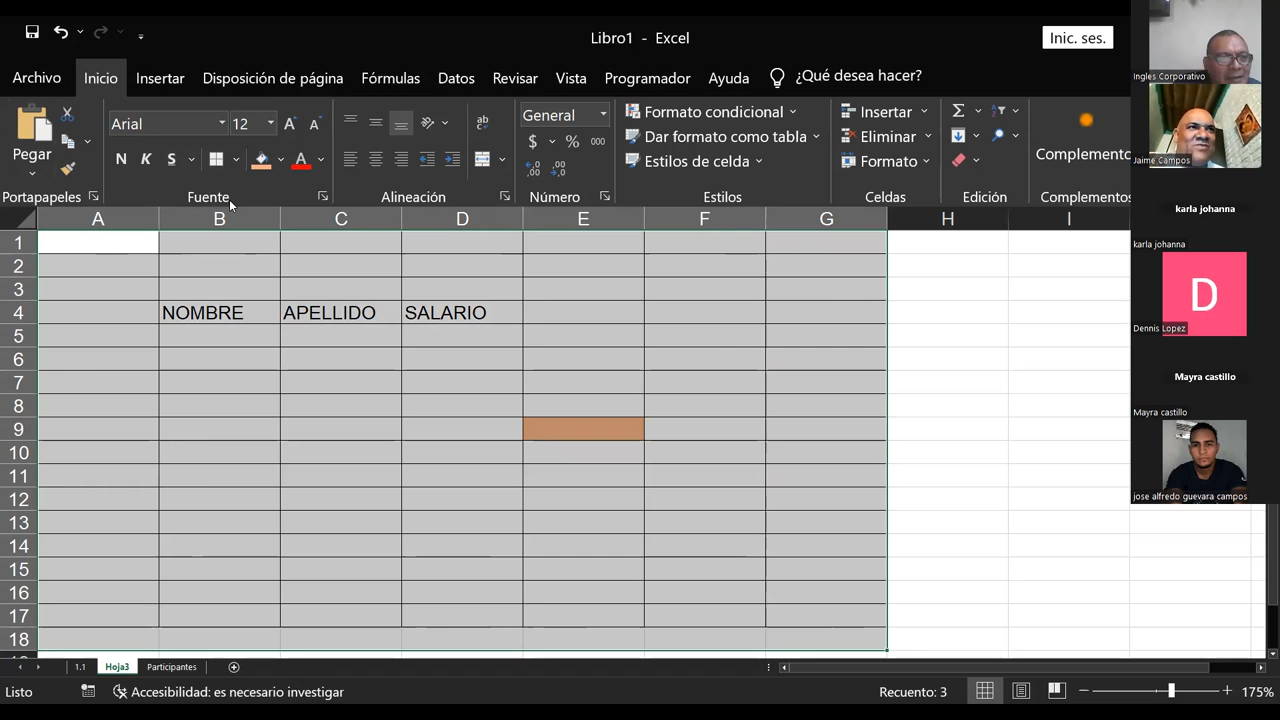 Libro1 - Excel
Inic. ses.
Archivo Inicio Insertar Disposición de página Fórmulas Datos Revisar Vista Programador Ayuda ¿Qué desea hacer?
Pegar
Portapapeles
Arial 12
N K S
A A
A
Fuente
ab
Alineación
ab
General
$ % 000
Número
Formato condicional
Dar formato como tabla
Estilos de celda
Estilos
Insertar
Eliminar
Formato
Celdas
Σ
Edición
Complemento
Complementos
A B C D E F G H I
1
2
3
4 NOMBRE APELLIDO SALARIO
5
6
7
8
9
10
11
12
13
14
15
16
17
18
1.1 Hoja3 Participantes
Listo Accesibilidad: es necesario investigar Recuento: 3 175%
Ingles Corporativo
Jaime Campos
karla johanna
karla johanna
D
Dennis Lopez
Mayra castillo
Mayra castillo
jose alfredo guevara campos